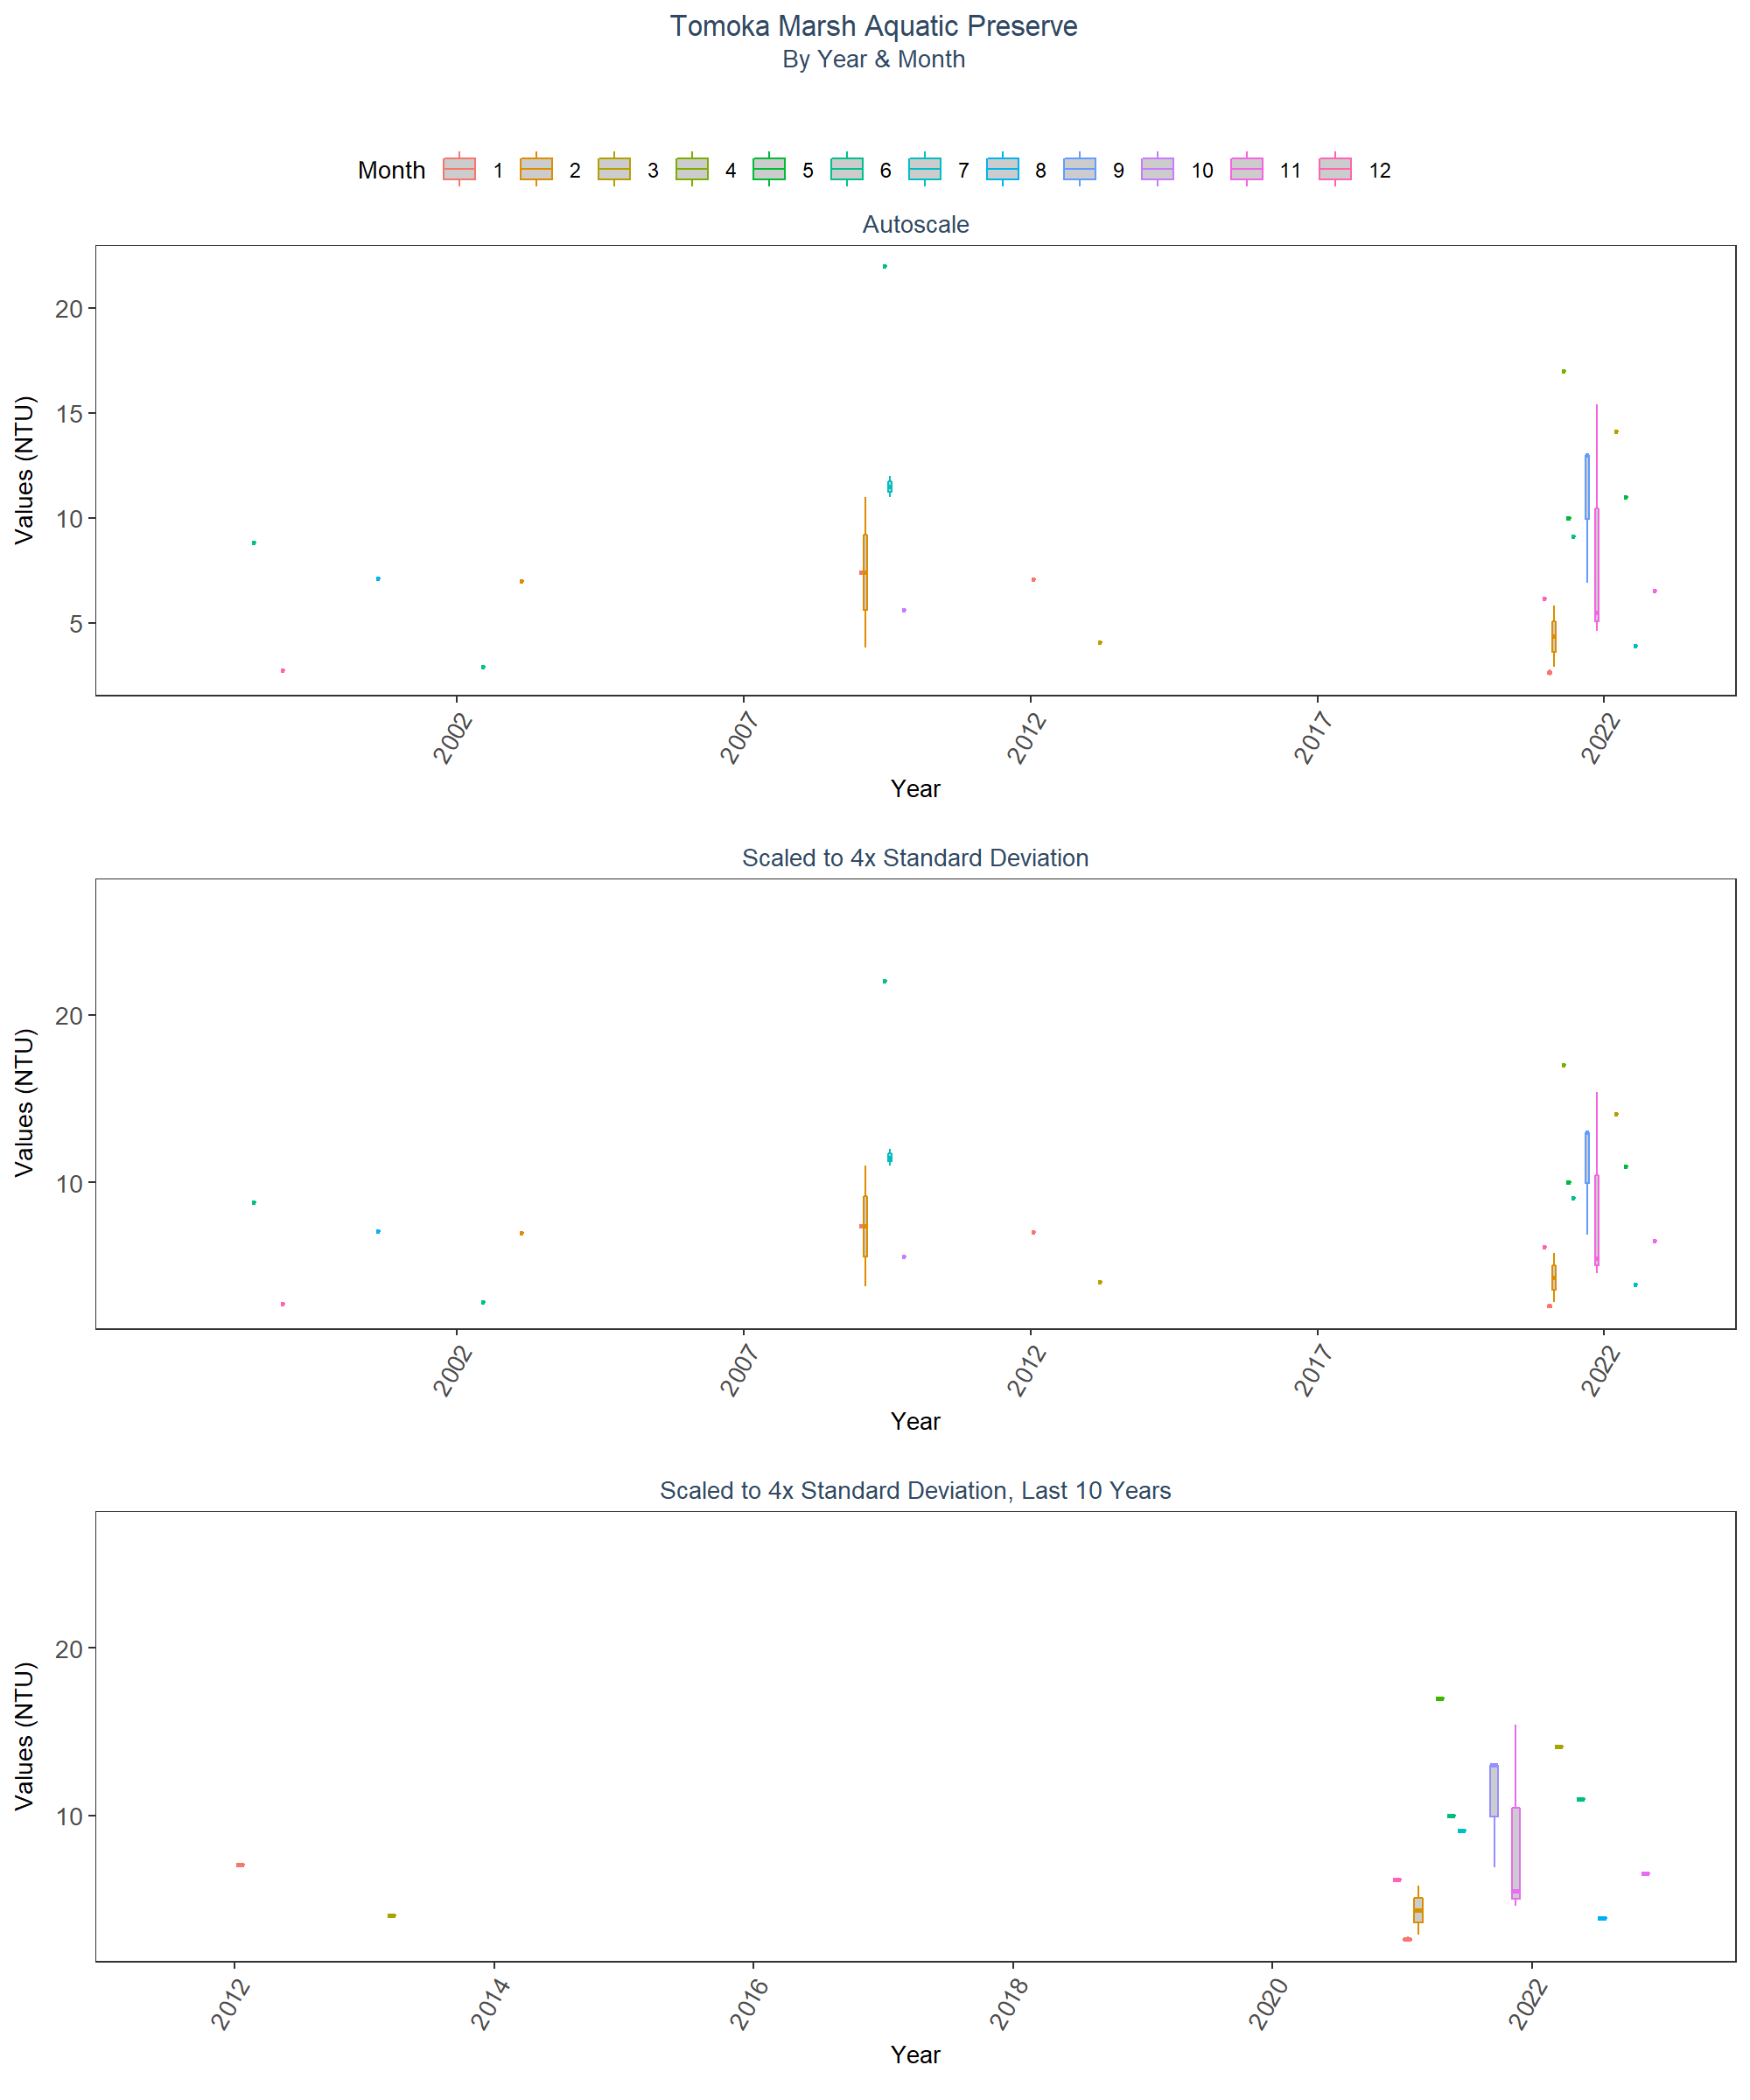 Tomoka Marsh Aquatic Preserve
By Year & Month
Month 1 2 3 4 5 6 7 8 9 10 11 12
Autoscale
Values (NTU)
20
15
10
5
2002 2007 2012 2017 2022
Year
Scaled to 4x Standard Deviation
Values (NTU)
20
10
2002 2007 2012 2017 2022
Year
Scaled to 4x Standard Deviation, Last 10 Years
Values (NTU)
20
10
2012 2014 2016 2018 2020 2022
Year